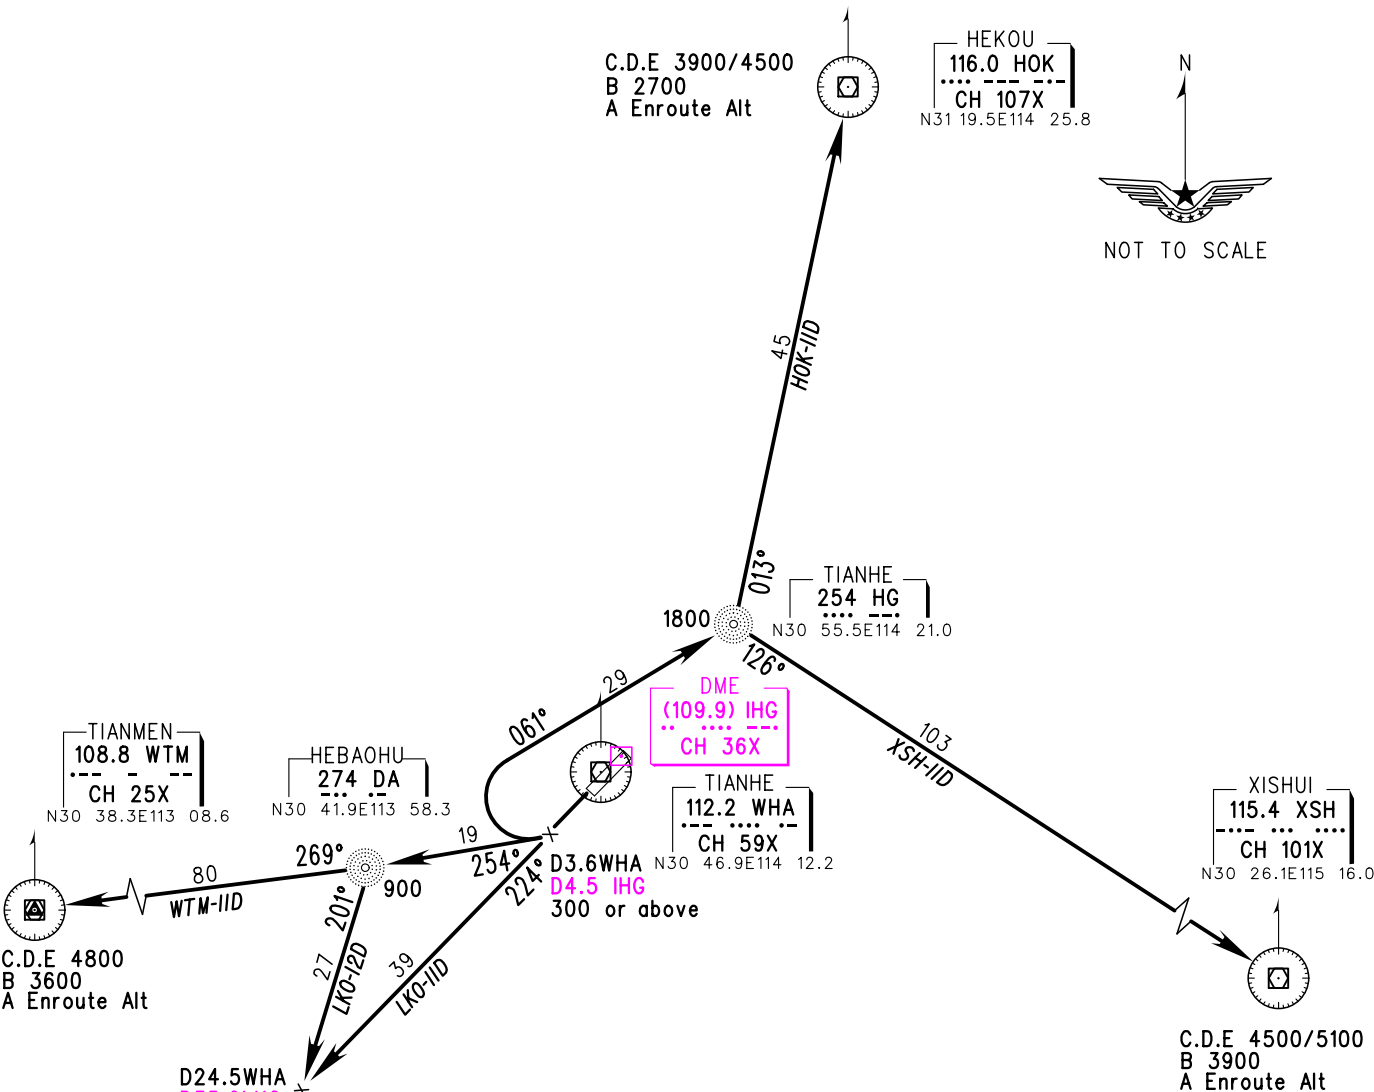 C.D.E 3900/4500
B 2700
A Enroute Alt
HEKOU
116.0 HOK
CH 107X
N31 19.5E114 25.8
N
NOT TO SCALE
45
HOK-11D
013°
TIANHE
254 HG
N30 55.5E114 21.0
1800
126°
29
061°
DME
(109.9) IHG
CH 36X
103
XSH-11D
TIANMEN
108.8 WTM
CH 25X
N30 38.3E113 08.6
HEBAOHU
274 DA
N30 41.9E113 58.3
TIANHE
112.2 WHA
CH 59X
N30 46.9E114 12.2
XISHUI
115.4 XSH
CH 101X
N30 26.1E115 16.0
19
254°
269°
900
80
WTM-11D
224°
D3.6WHA
D4.5 IHG
300 or above
201°
27
LKO-12D
39
LKO-11D
C.D.E 4800
B 3600
A Enroute Alt
C.D.E 4500/5100
B 3900
A Enroute Alt
D24.5WHA